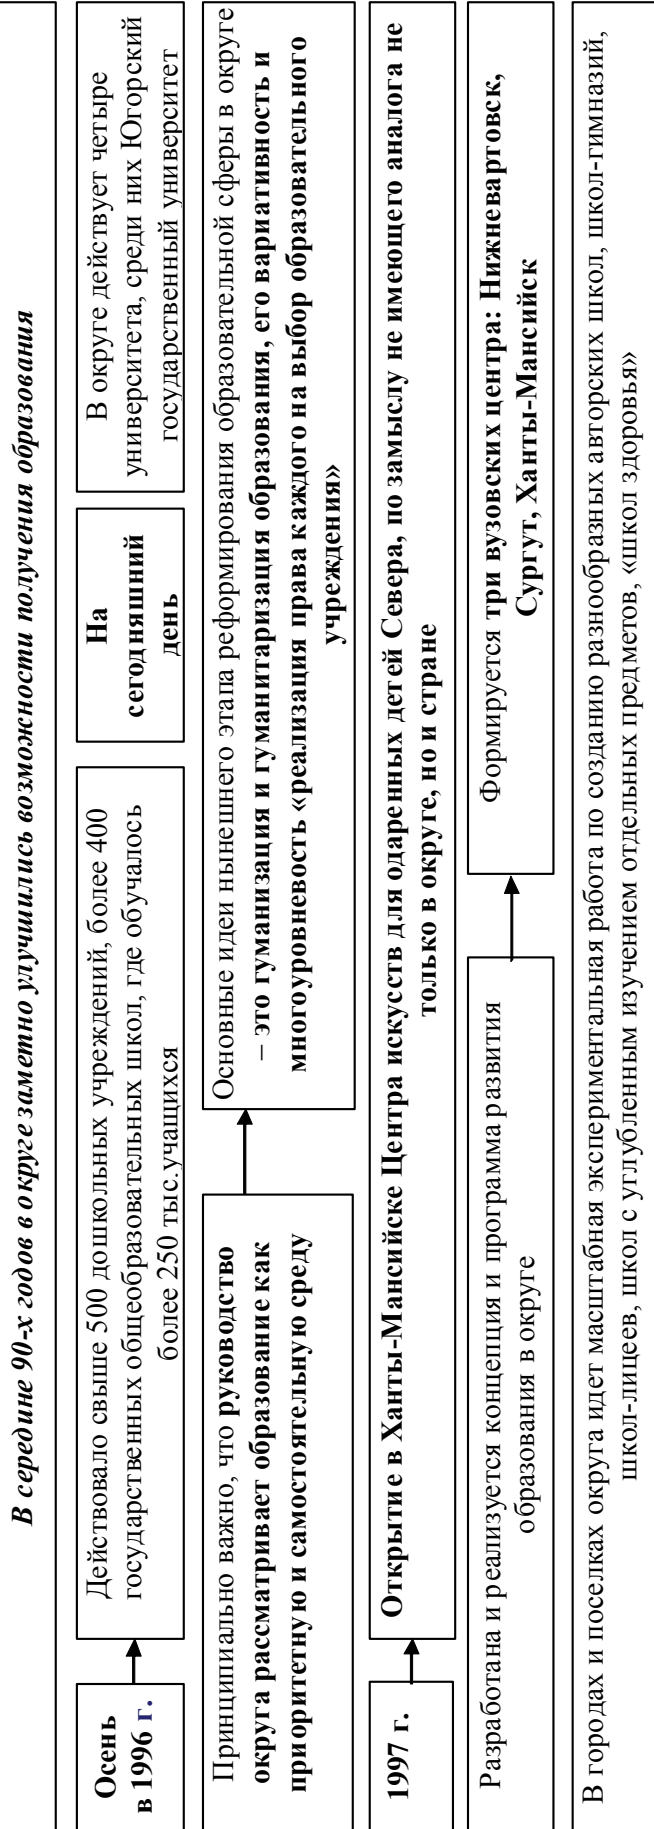 В середине 90-х годов в округе заметно улучшились возможности получения образования
Осень
в 1996 г.
Действовало свыше 500 дошкольных учреждений, более 400
государственных общеобразовательных школ, где обучалось
более 250 тыс.учащихся
На
сегодняшний
день
В округе действует четыре
университета, среди них Югорский
государственный университет
Принципиально важно, что руководство
округа рассматривает образование как
приоритетную и самостоятельную среду
Основные идеи нынешнего этапа реформирования образовательной сферы в округе
– это гуманизация и гуманитаризация образования, его вариативность и
многоуровневость «реализация права каждого на выбор образовательного
учреждения»
1997 г.
Открытие в Ханты-Мансийске Центра искусств для одаренных детей Севера, по замыслу не имеющего аналога не
только в округе, но и стране
Разработана и реализуется концепция и программа развития
образования в округе
Формируется три вузовских центра: Нижневартовск,
Сургут, Ханты-Мансийск
В городах и поселках округа идет масштабная экспериментальная работа по созданию разнообразных авторских школ, школ-гимназий,
школ-лицеев, школ с углубленным изучением отдельных предметов, «школ здоровья»